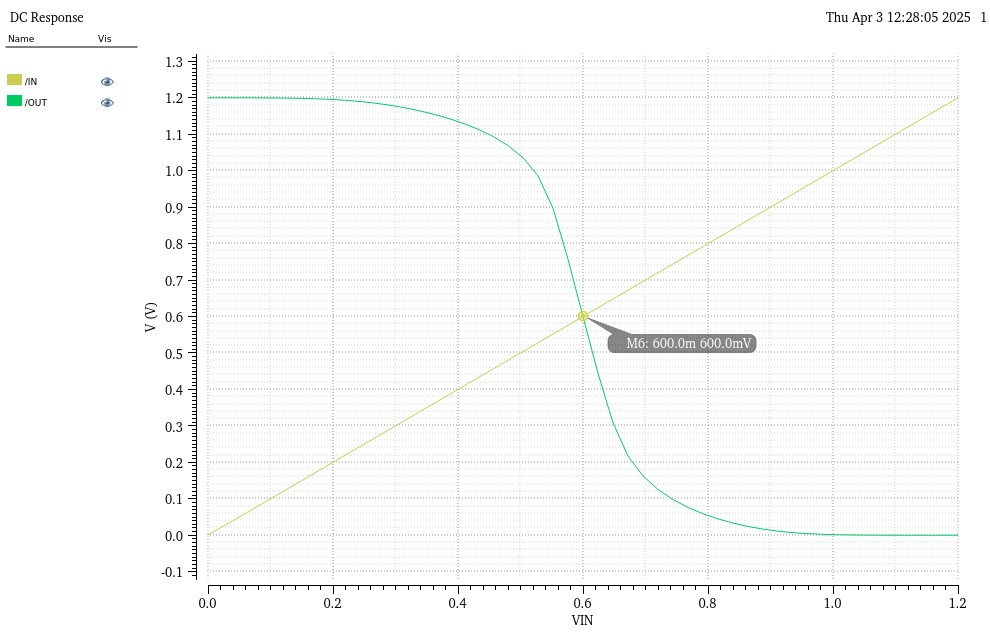 DC Response
Thu Apr 3 12:28:05 2025 1
Name Vis
/IN
/OUT
1.3
1.2
1.1
1.0
0.9
0.8
0.7
0.6
0.5
0.4
0.3
0.2
0.1
0.0
-0.1
V (V)
M6: 600.0m 600.0mV
0.0 0.2 0.4 0.6 0.8 1.0 1.2
VIN